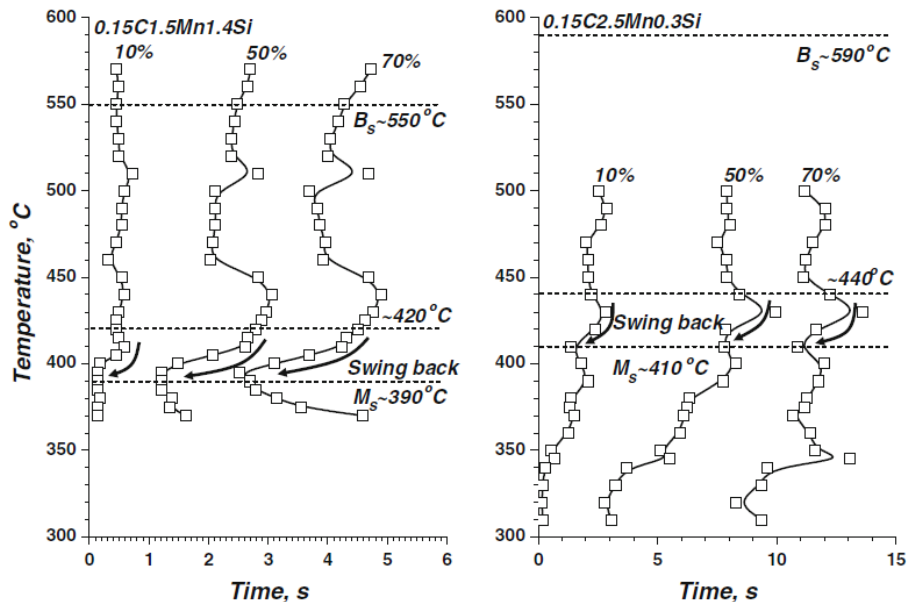 0.15C1.5Mn1.4Si
10%
50%
70%
Bs~550°C
~420°C
Swing back
Ms~390°C
600
550
500
450
400
350
300
Temperature, °C
0 1 2 3 4 5 6
Time, s
0.15C2.5Mn0.3Si
Bs~590°C
10%
50%
70%
~440°C
Swing back
Ms~410°C
600
550
500
450
400
350
300
0 5 10 15
Time, s